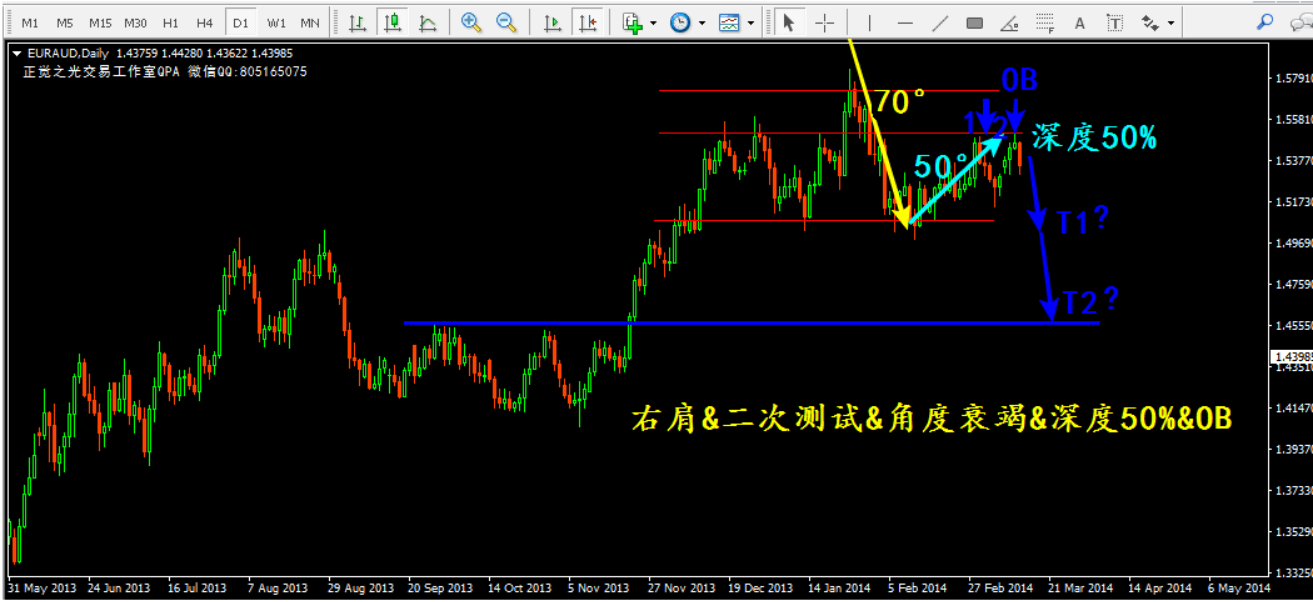 M1 M5 M15 M30 H1 H4 D1 W1 MN
EURAUD,Daily 1.43759 1.44280 1.43622 1.43985
正觉之光交易工作室QPA 微信QQ:805165075
OB
70°
1 2
深度50%
50°
T1?
T2?
右肩&二次测试&角度衰竭&深度50%&OB
1.57910
1.55810
1.53770
1.51730
1.49690
1.47590
1.45550
1.43985
1.43510
1.41470
1.39370
1.37330
1.35290
1.33250
31 May 2013 24 Jun 2013 16 Jul 2013 7 Aug 2013 29 Aug 2013 20 Sep 2013 14 Oct 2013 5 Nov 2013 27 Nov 2013 19 Dec 2013 14 Jan 2014 5 Feb 2014 27 Feb 2014 21 Mar 2014 14 Apr 2014 6 May 2014